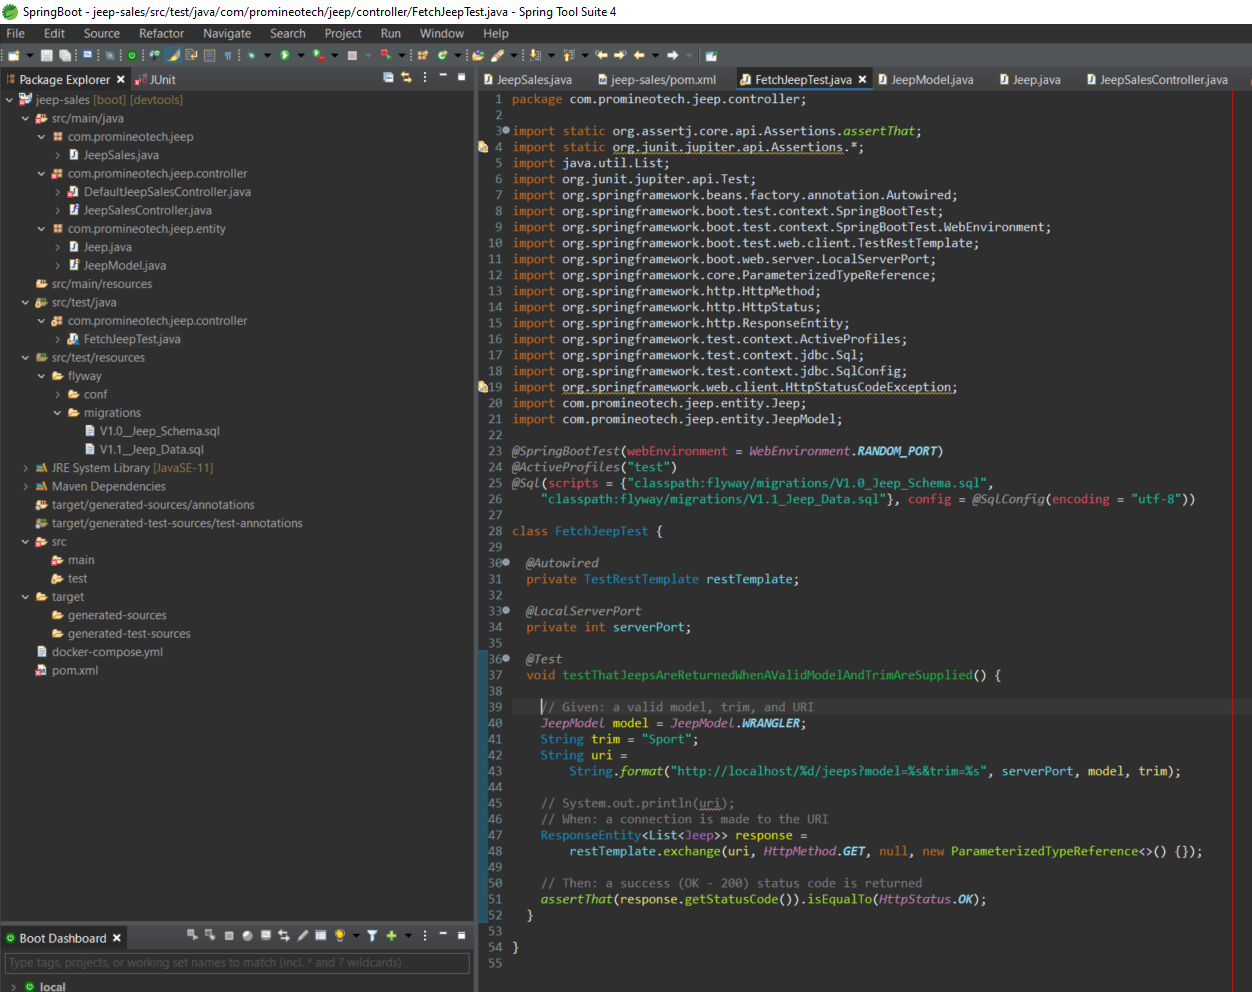 SpringBoot - jeep-sales/src/test/java/com/promineotech/jeep/controller/FetchJeepTest.java - Spring Tool Suite 4
File Edit Source Refactor Navigate Search Project Run Window Help
Package Explorer JUnit
jeep-sales [boot] [devtools]
src/main/java
com.promineotech.jeep
JeepSales.java
com.promineotech.jeep.controller
DefaultJeepSalesController.java
JeepSalesController.java
com.promineotech.jeep.entity
Jeep.java
JeepModel.java
src/main/resources
src/test/java
com.promineotech.jeep.controller
FetchJeepTest.java
src/test/resources
flyway
conf
migrations
V1.0__Jeep_Schema.sql
V1.1__Jeep_Data.sql
JRE System Library [JavaSE-11]
Maven Dependencies
target/generated-sources/annotations
target/generated-test-sources/test-annotations
src
main
test
target
generated-sources
generated-test-sources
docker-compose.yml
pom.xml
Boot Dashboard
Type tags, projects, or working set names to match (incl. * and ? wildcards)
local
JeepSales.java jeep-sales/pom.xml FetchJeepTest.java JeepModel.java Jeep.java JeepSalesController.java
1 package com.promineotech.jeep.controller;
2
3 import static org.assertj.core.api.Assertions.assertThat;
4 import static org.junit.jupiter.api.Assertions.*;
5 import java.util.List;
6 import org.junit.jupiter.api.Test;
7 import org.springframework.beans.factory.annotation.Autowired;
8 import org.springframework.boot.test.context.SpringBootTest;
9 import org.springframework.boot.test.context.SpringBootTest.WebEnvironment;
10 import org.springframework.boot.test.web.client.TestRestTemplate;
11 import org.springframework.boot.web.server.LocalServerPort;
12 import org.springframework.core.ParameterizedTypeReference;
13 import org.springframework.http.HttpMethod;
14 import org.springframework.http.HttpStatus;
15 import org.springframework.http.ResponseEntity;
16 import org.springframework.test.context.ActiveProfiles;
17 import org.springframework.test.context.jdbc.Sql;
18 import org.springframework.test.context.jdbc.SqlConfig;
19 import org.springframework.web.client.HttpStatusCodeException;
20 import com.promineotech.jeep.entity.Jeep;
21 import com.promineotech.jeep.entity.JeepModel;
22
23 @SpringBootTest(webEnvironment = WebEnvironment.RANDOM_PORT)
24 @ActiveProfiles("test")
25 @Sql(scripts = {"classpath:flyway/migrations/V1.0_Jeep_Schema.sql",
26 "classpath:flyway/migrations/V1.1_Jeep_Data.sql"}, config = @SqlConfig(encoding = "utf-8"))
27
28 class FetchJeepTest {
29
30 @Autowired
31 private TestRestTemplate restTemplate;
32
33 @LocalServerPort
34 private int serverPort;
35
36 @Test
37 void testThatJeepsAreReturnedWhenAValidModelAndTrimAreSupplied() {
38
39 // Given: a valid model, trim, and URI
40 JeepModel model = JeepModel.WRANGLER;
41 String trim = "Sport";
42 String uri =
43 String.format("http://localhost/%d/jeeps?model=%s&trim=%s", serverPort, model, trim);
44
45 // System.out.println(uri);
46 // When: a connection is made to the URI
47 ResponseEntity<List<Jeep>> response =
48 restTemplate.exchange(uri, HttpMethod.GET, null, new ParameterizedTypeReference<>() {});
49
50 // Then: a success (OK - 200) status code is returned
51 assertThat(response.getStatusCode()).isEqualTo(HttpStatus.OK);
52 }
53
54 }
55